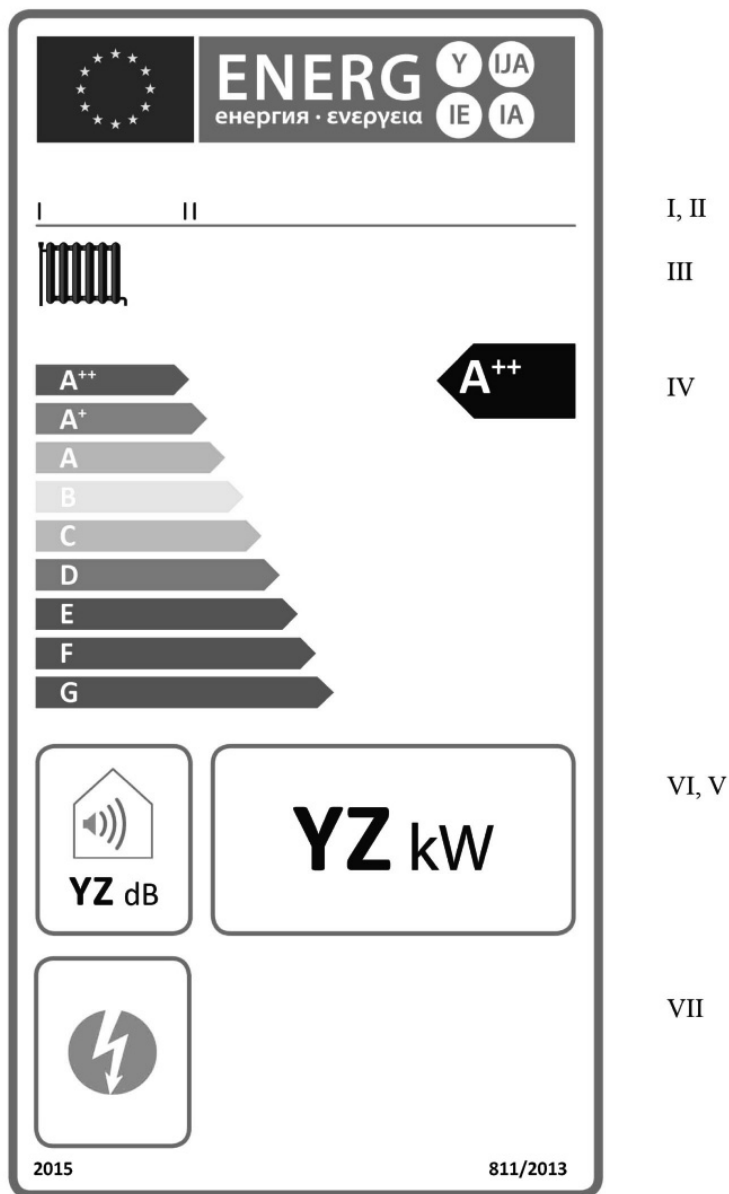 ENERG Y IJA
енергия · ενεργεια IE IA
I II I, II
III
A++ IV
A++
A+
A
B
C
D
E
F
G
VI, V
YZ kW
YZ dB
VII
2015 811/2013